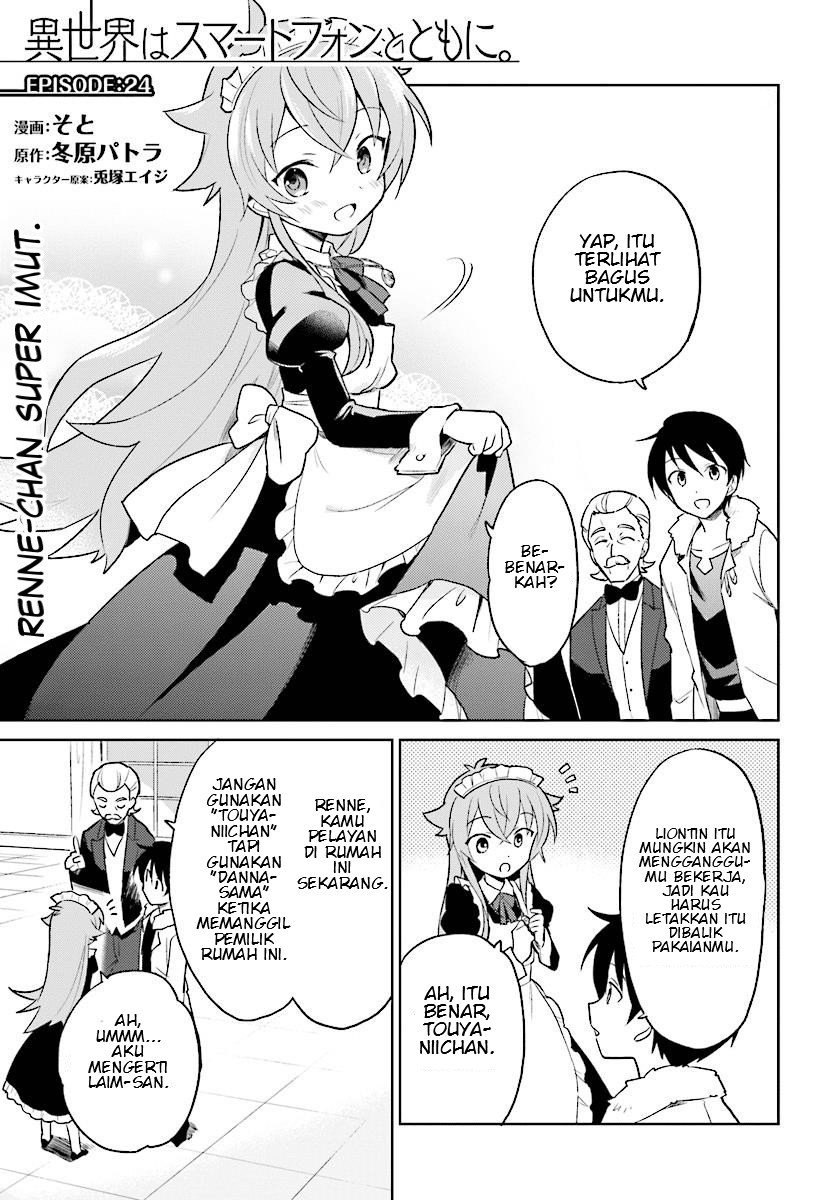 異世界はスマートフォンとともに。
EPISODE:24
漫画:そと
原作:冬原パトラ
キャラクター原案:兎塚エイジ
RENNE-CHAN SUPER IMUT.
YAP, ITU
TERLIHAT
BAGUS
UNTUKMU.
BE-
BENAR-
KAH?
LIONTIN ITU
MUNGKIN AKAN
MENGGANGGU-
MU BEKERJA,
JADI KAU
HARUS
LETAKKAN ITU
DIBALIK
PAKAIANMU.
AH, ITU
BENAR,
TOUYA-
NIICHAN.
RENNE,
KAMU
PELAYAN
DI RUMAH
INI
SEKARANG.
JANGAN
GUNAKAN
"TOUYA-
NIICHAN"
TAPI
GUNAKAN
"DANNA-
SAMA"
KETIKA
MEMANGGIL
PEMILIK
RUMAH INI.
AH,
UMMM...
AKU
MENGERTI
LAIM-SAN.